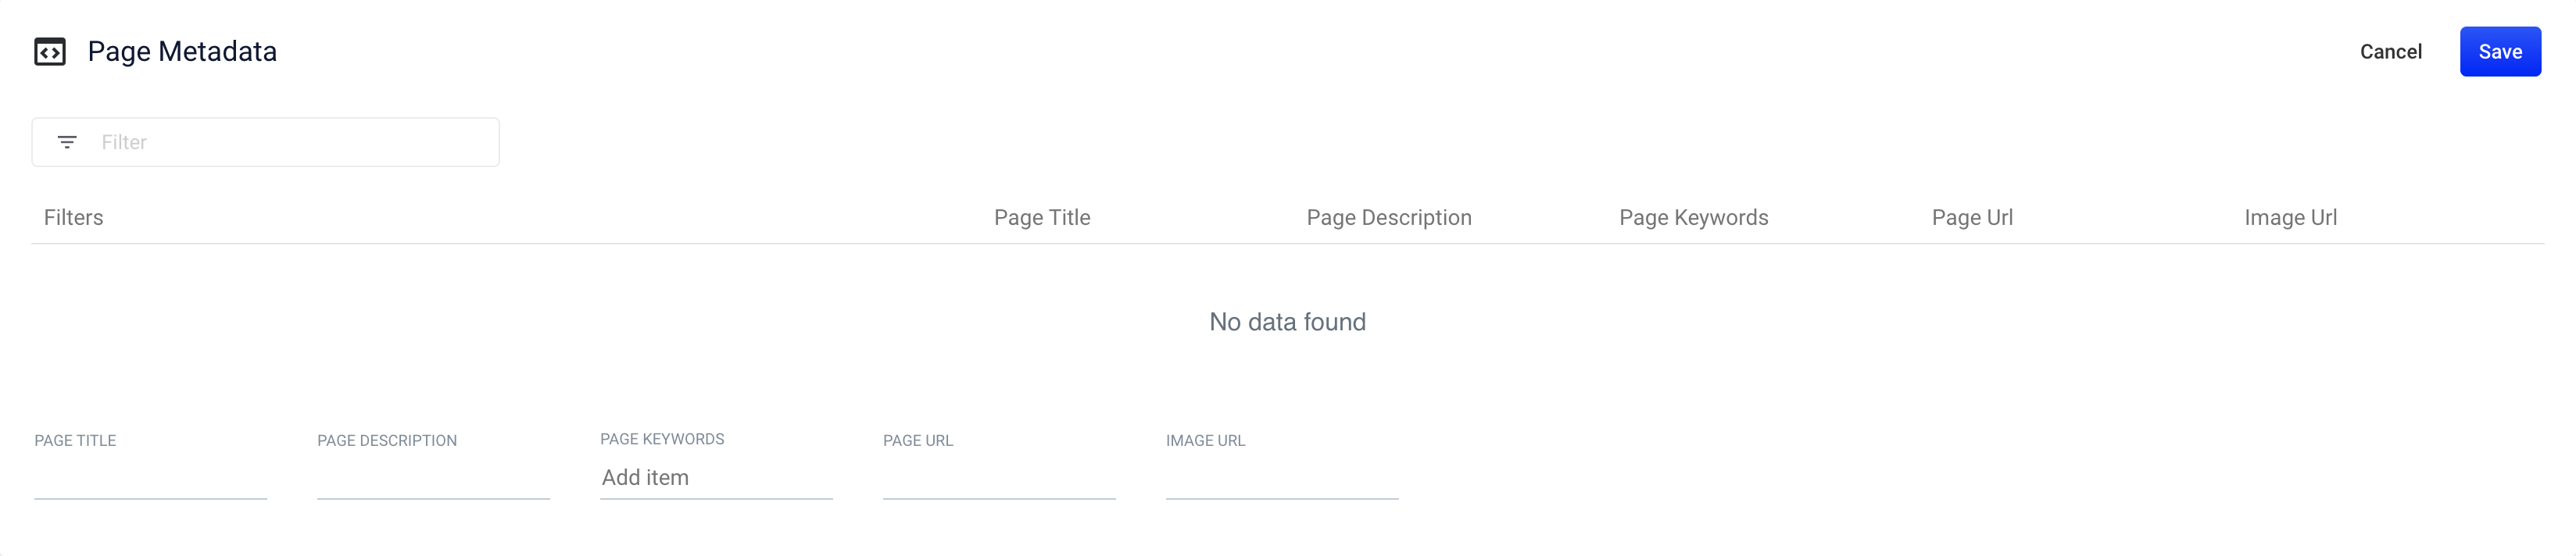 Page Metadata
Cancel
Save
Filter
Filters
Page Title
Page Description
Page Keywords
Page Url
Image Url
No data found
PAGE TITLE
PAGE DESCRIPTION
PAGE KEYWORDS
PAGE URL
IMAGE URL
Add item